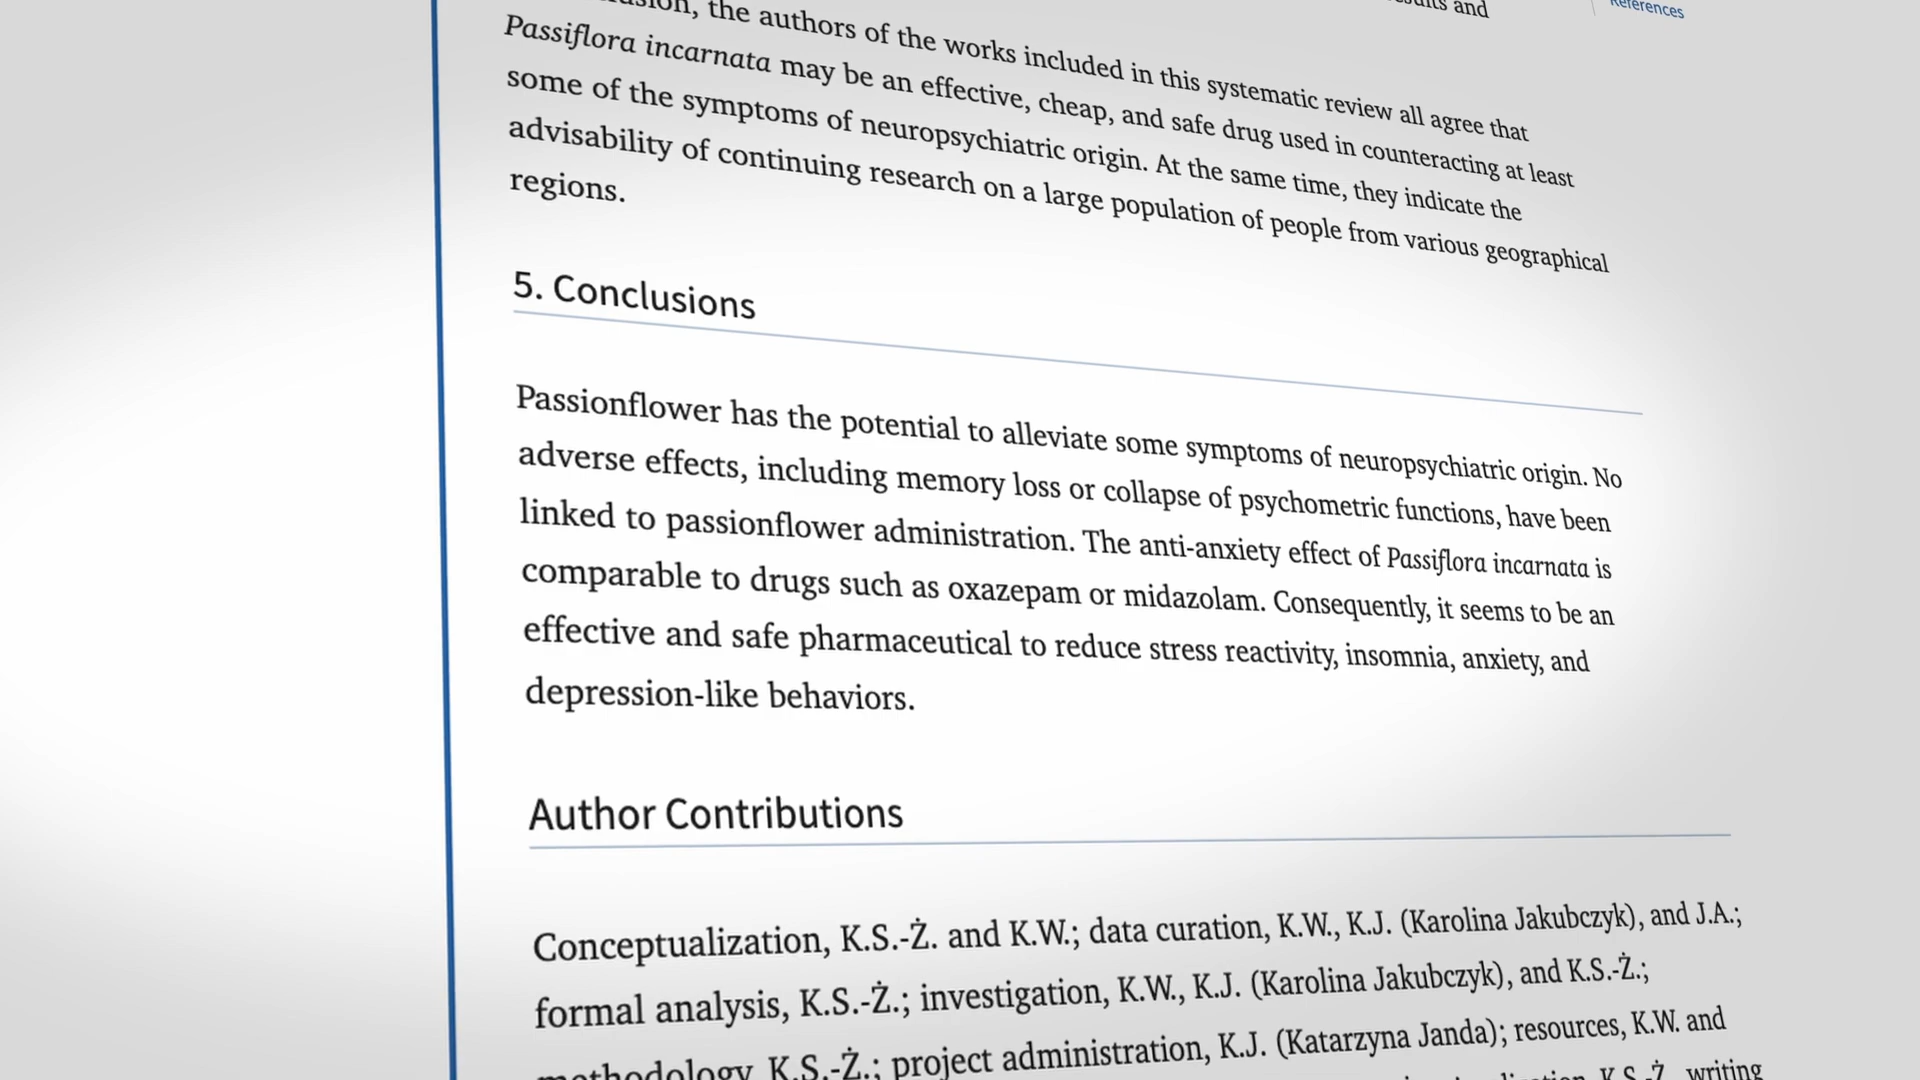 the authors of the works included in this systematic review all agree that
Passiflora incarnata may be an effective, cheap, and safe drug used in counteracting at least
some of the symptoms of neuropsychiatric origin. At the same time, they indicate the
advisability of continuing research on a large population of people from various geographical
regions.
and
References
5. Conclusions
Passionflower has the potential to alleviate some symptoms of neuropsychiatric origin. No
adverse effects, including memory loss or collapse of psychometric functions, have been
linked to passionflower administration. The anti-anxiety effect of Passiflora incarnata is
comparable to drugs such as oxazepam or midazolam. Consequently, it seems to be an
effective and safe pharmaceutical to reduce stress reactivity, insomnia, anxiety, and
depression-like behaviors.
Author Contributions
Conceptualization, K.S.-Ż. and K.W.; data curation, K.W., K.J. (Karolina Jakubczyk), and J.A.;
formal analysis, K.S.-Ż.; investigation, K.W., K.J. (Karolina Jakubczyk), and K.S.-Ż.;
methodology, K.S.-Ż.; project administration, K.J. (Katarzyna Janda); resources, K.W. and
K.S.-Ż., writing